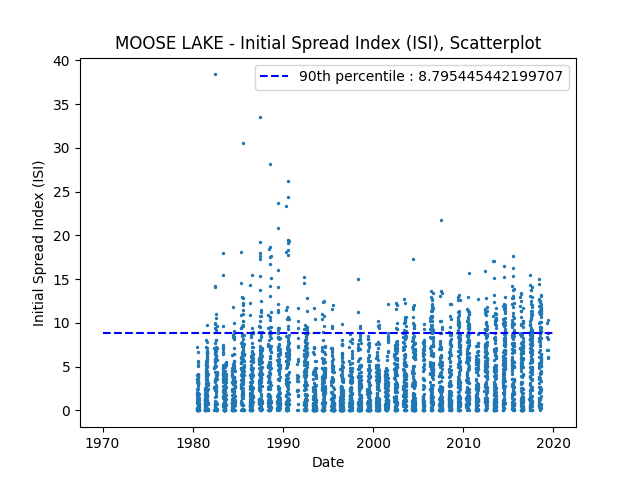 MOOSE LAKE - Initial Spread Index (ISI), Scatterplot
90th percentile : 8.795445442199707
Initial Spread Index (ISI)
40
35
30
25
20
15
10
5
0
1970 1980 1990 2000 2010 2020
Date